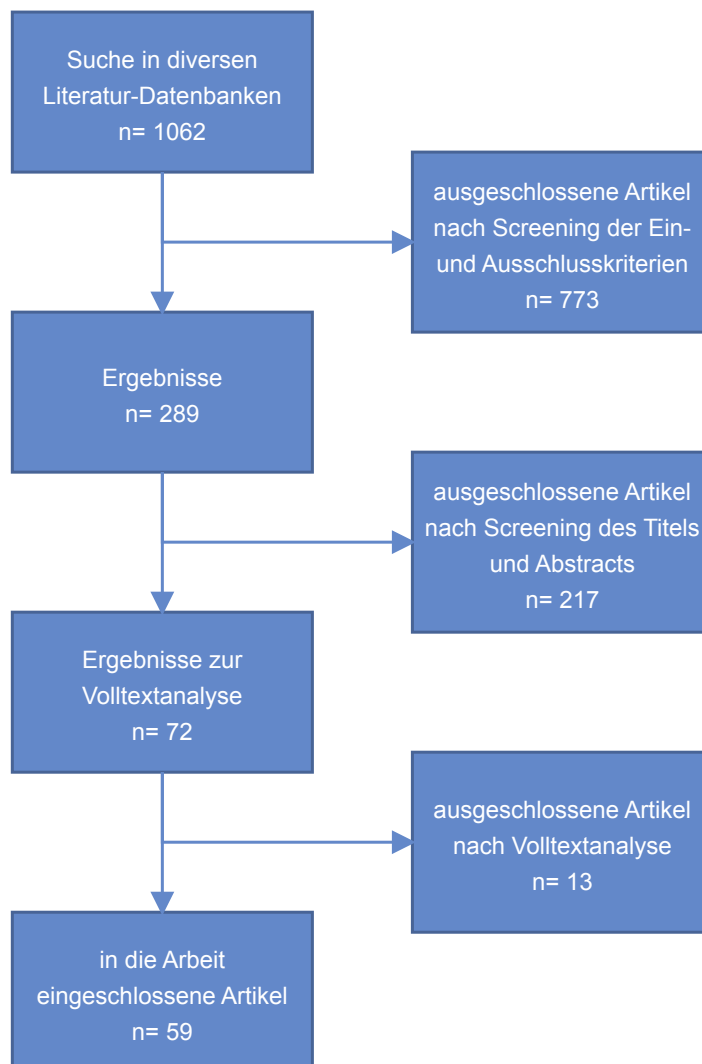 Suche in diversen
Literatur-Datenbanken
n= 1062
ausgeschlossene Artikel
nach Screening der Ein-
und Ausschlusskriterien
n= 773
Ergebnisse
n= 289
ausgeschlossene Artikel
nach Screening des Titels
und Abstracts
n= 217
Ergebnisse zur
Volltextanalyse
n= 72
ausgeschlossene Artikel
nach Volltextanalyse
n= 13
in die Arbeit
eingeschlossene Artikel
n= 59